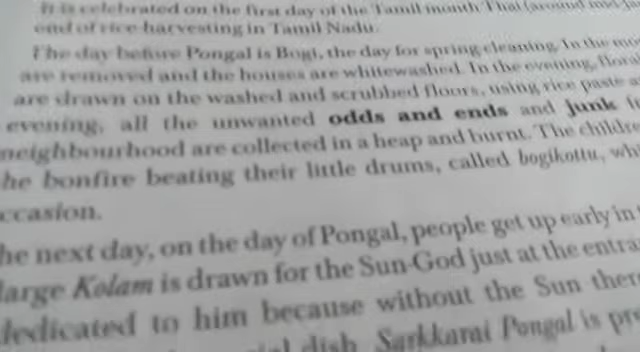 It is celebrated on the first day of the Tamil month Thai (around mid
end of rice harvesting in Tamil Nadu.
The day before Pongal is Bogi, the day for spring cleaning. In the
are removed and the houses are whitewashed. In the evening,
are drawn on the washed and scrubbed floors, using rice paste
evening, all the unwanted odds and ends and junk
neighbourhood are collected in a heap and burnt. The
he bonfire beating their little drums, called bogikottu,
ccasion.
he next day, on the day of Pongal, people get up early in
large Kolam is drawn for the Sun-God just at the
dedicated to him because without the Sun
dish, Sarkkarai Pongal is